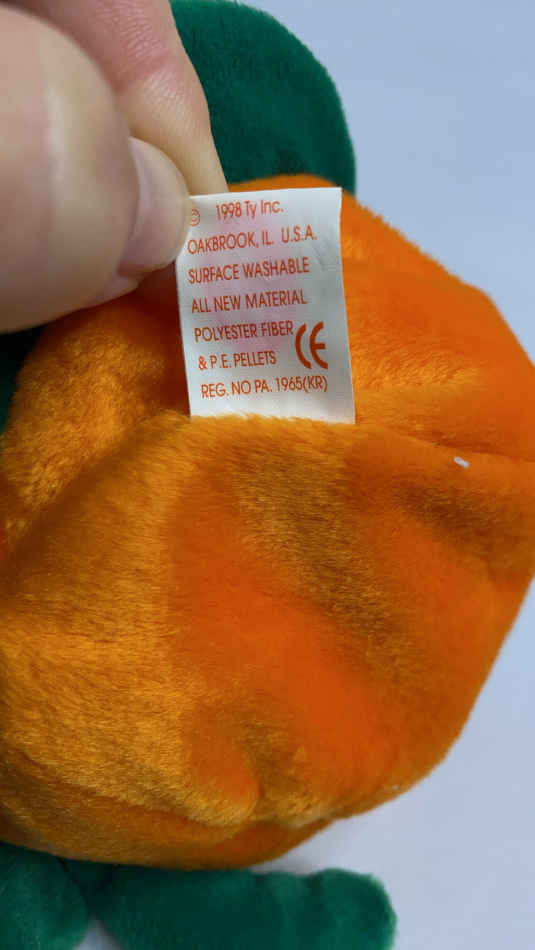 © 1998 Ty Inc.
OAKBROOK, IL. U.S.A.
SURFACE WASHABLE
ALL NEW MATERIAL
POLYESTER FIBER
& P.E. PELLETS CE
REG. NO PA. 1965(KR)